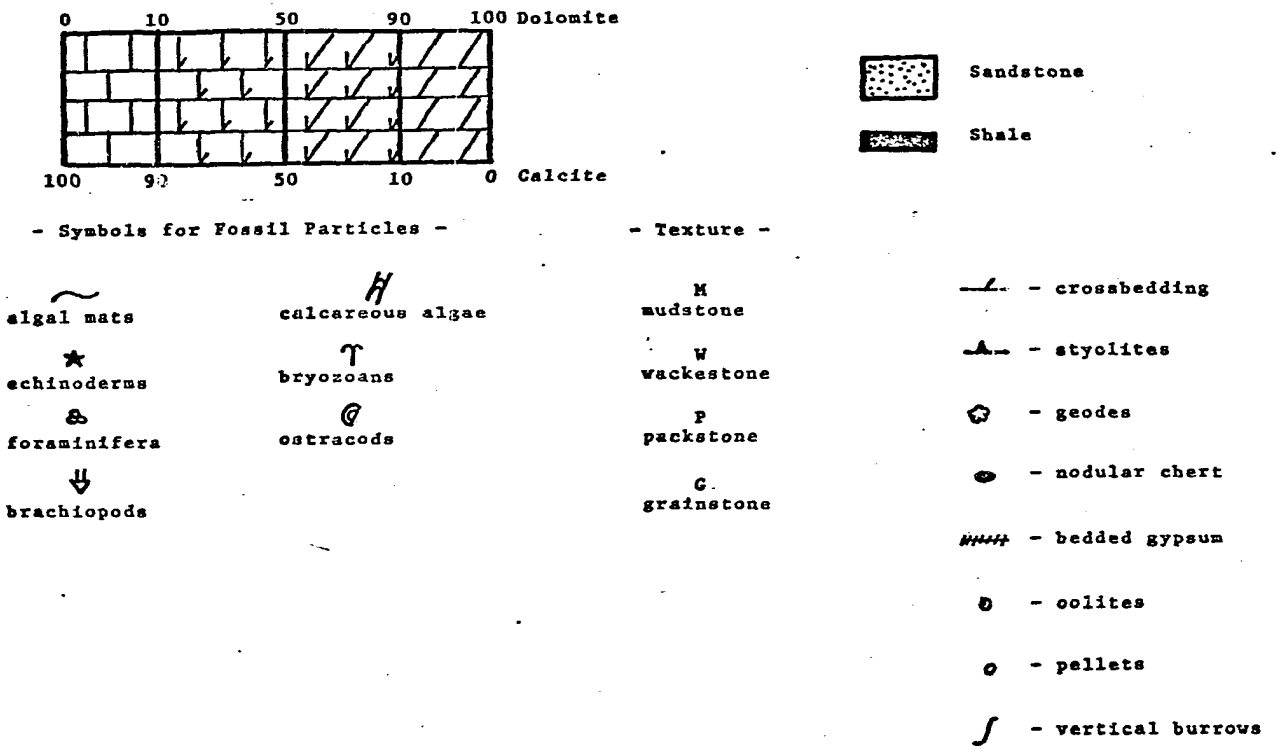 0 10 50 90 100 Dolomite
100 90 50 10 0 Calcite
Sandstone
Shale
- Symbols for Fossil Particles -
algal mats
calcareous algae
echinoderms
bryozoans
foraminifera
ostracods
brachiopods
- Texture -
M
mudstone
W
wackestone
P
packstone
G
grainstone
- crossbedding
- styolites
- geodes
- nodular chert
- bedded gypsum
- oolites
- pellets
- vertical burrows